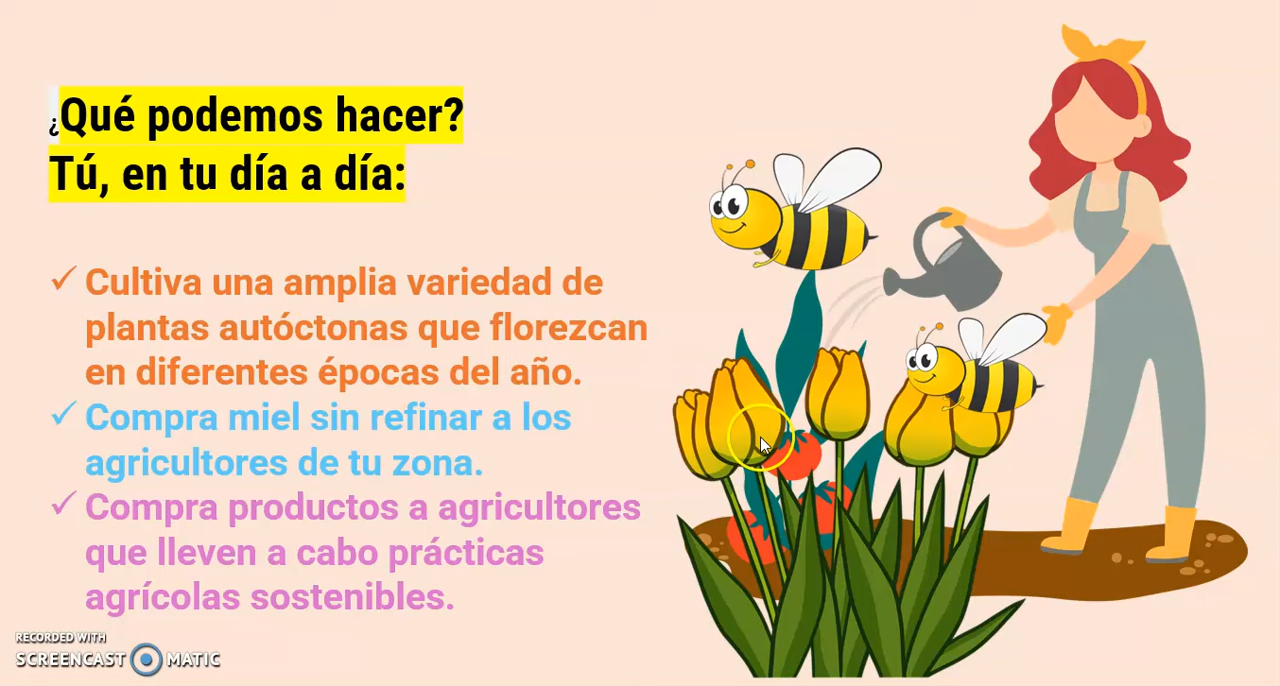 ¿Qué podemos hacer?
Tú, en tu día a día:
✓ Cultiva una amplia variedad de
plantas autóctonas que florezcan
en diferentes épocas del año.
✓ Compra miel sin refinar a los
agricultores de tu zona.
✓ Compra productos a agricultores
que lleven a cabo prácticas
agrícolas sostenibles.
RECORDED WITH
SCREENCAST MATIC